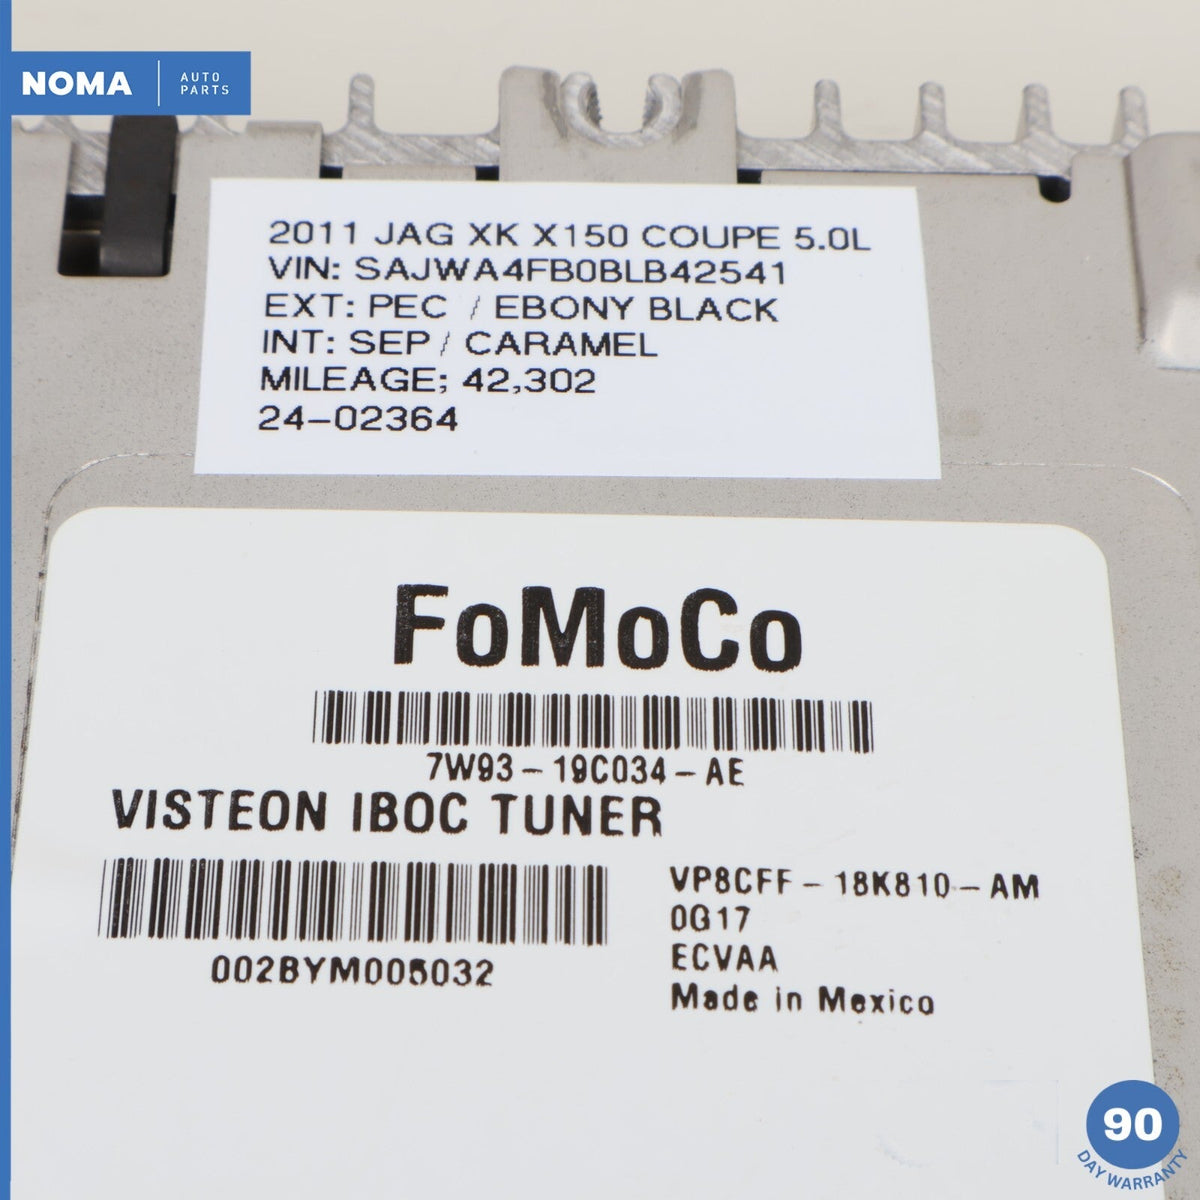 NOMA AUTO PARTS
2011 JAG XK X150 COUPE 5.0L
VIN: SAJWA4FB0BLB42541
EXT: PEC / EBONY BLACK
INT: SEP / CARAMEL
MILEAGE; 42,302
24-02364
FoMoCo
7W93-19C034-AE
VISTEON IBOC TUNER
002BYM005032
VP8CFF-18K810-AM
0G17
ECVAA
Made in Mexico
90
DAY WARRANTY